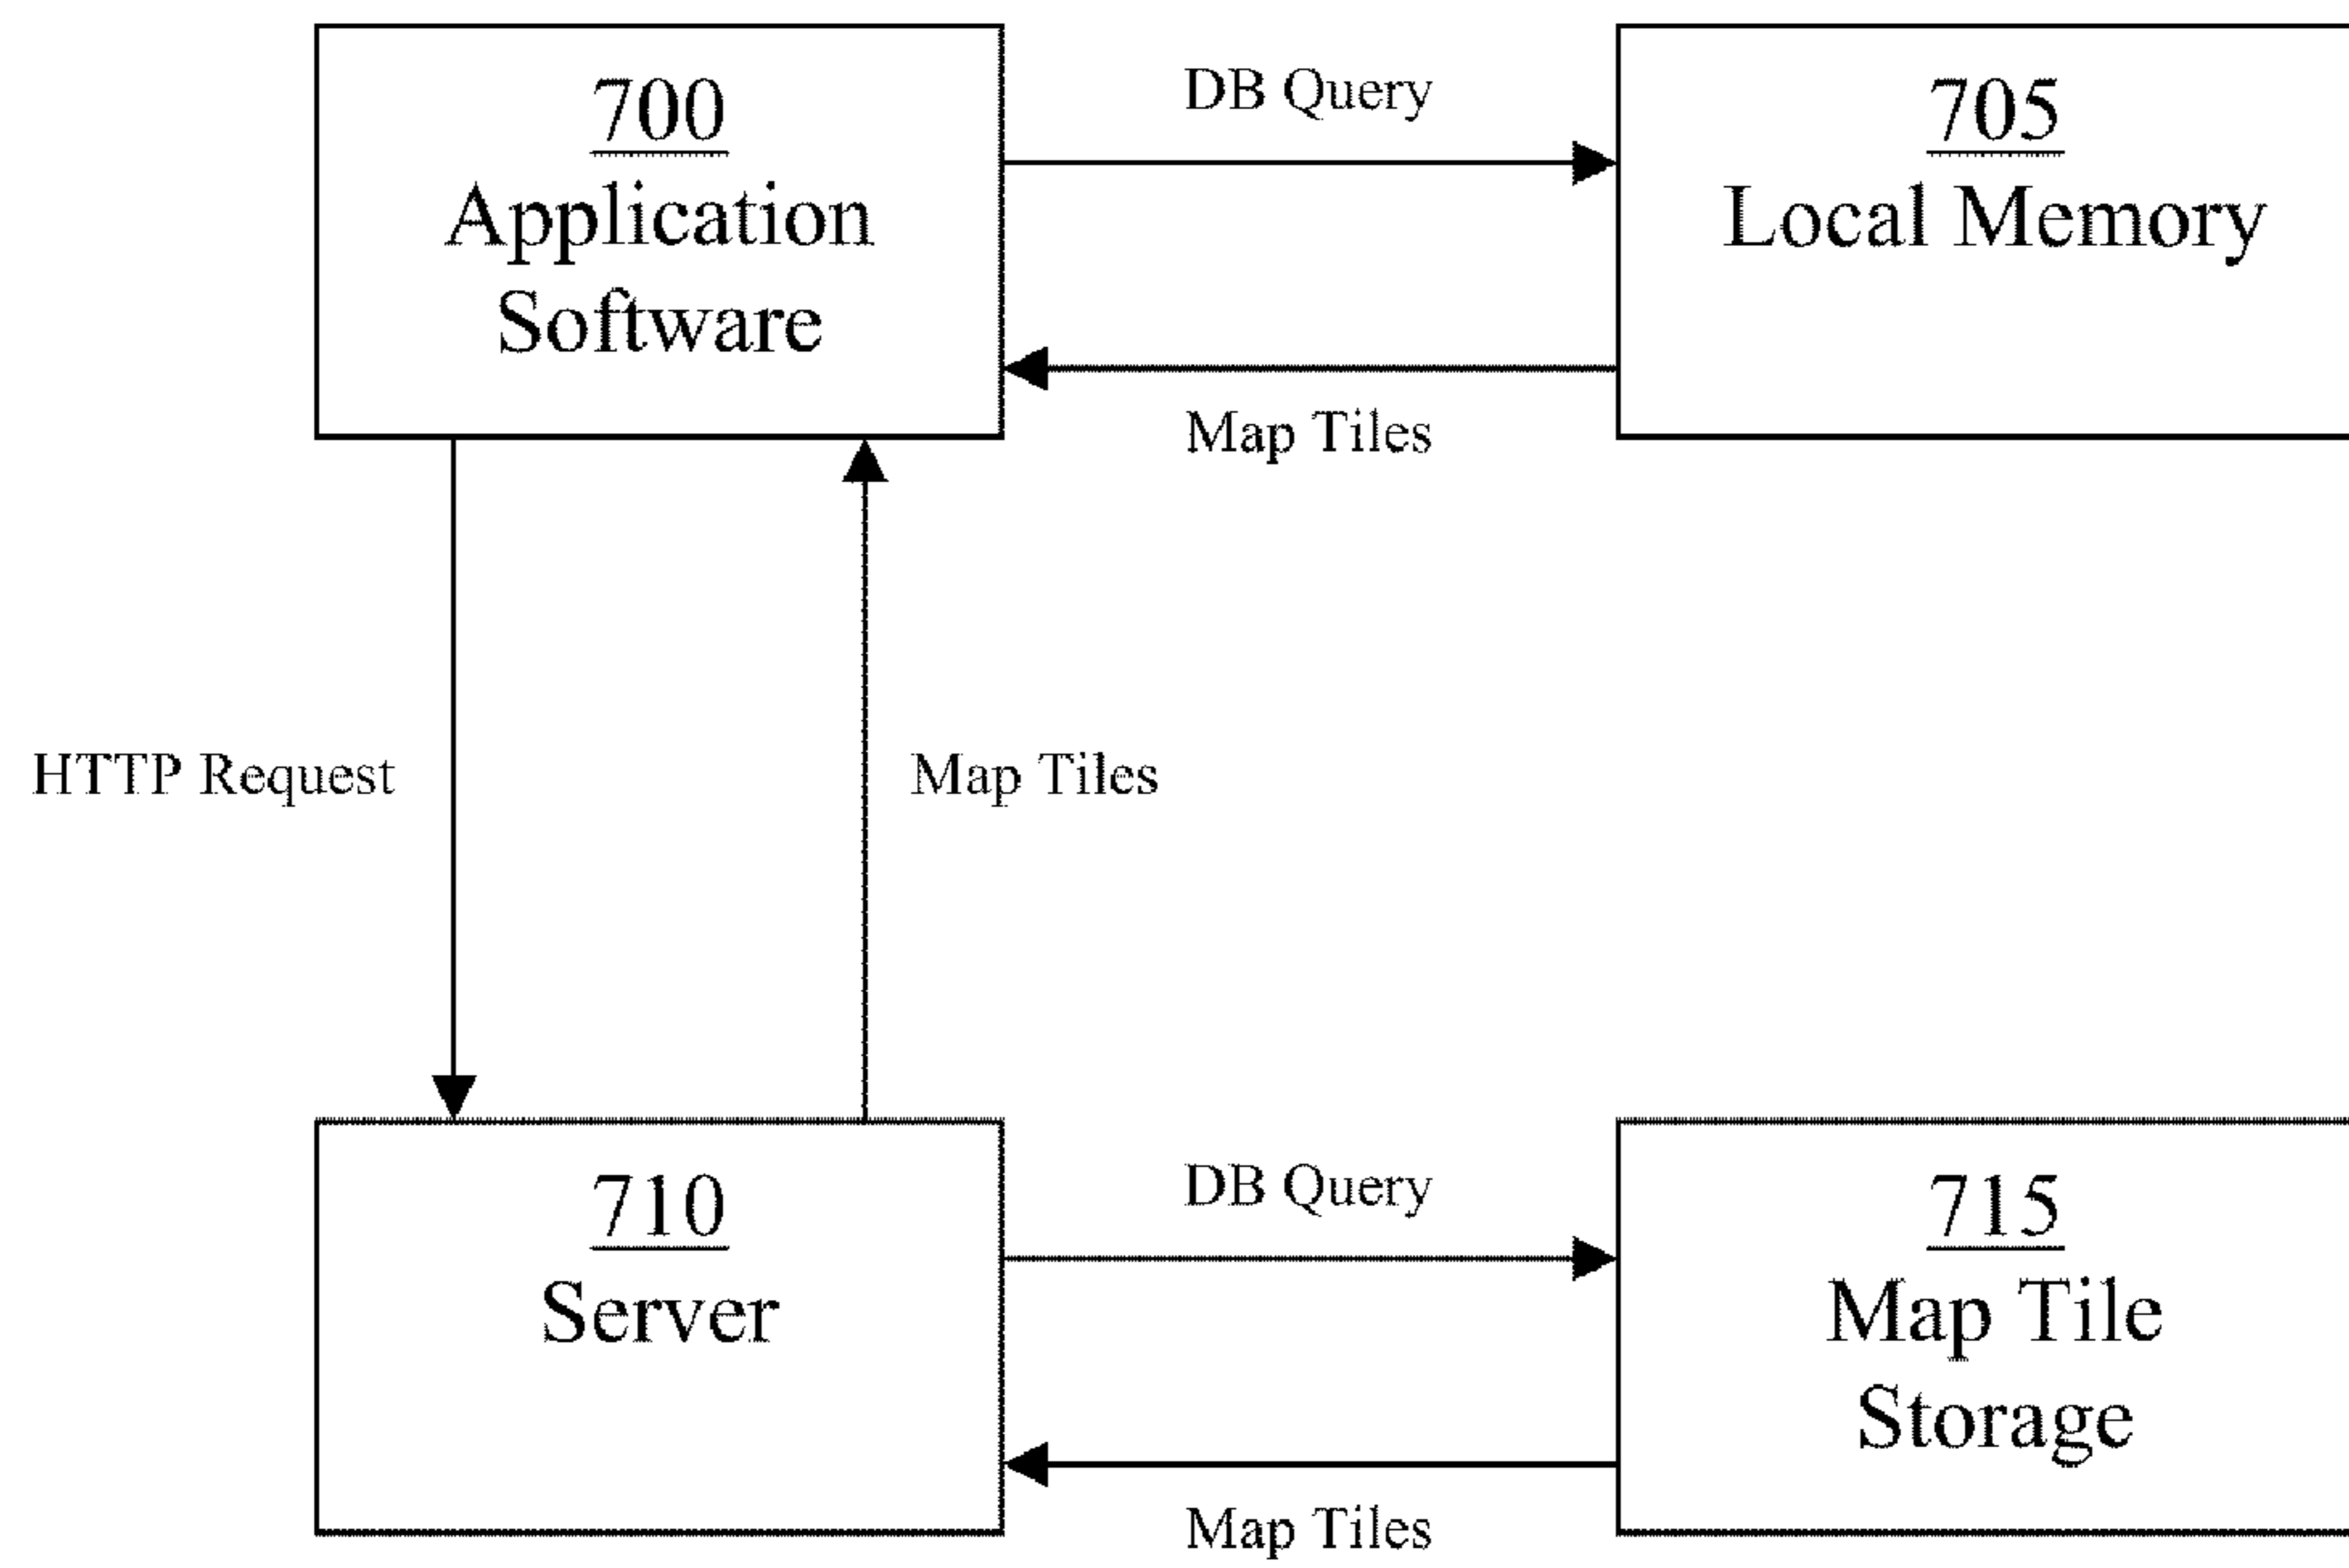 700
Application
Software
DB Query
705
Local Memory
Map Tiles
HTTP Request
Map Tiles
710
Server
DB Query
715
Map Tile
Storage
Map Tiles